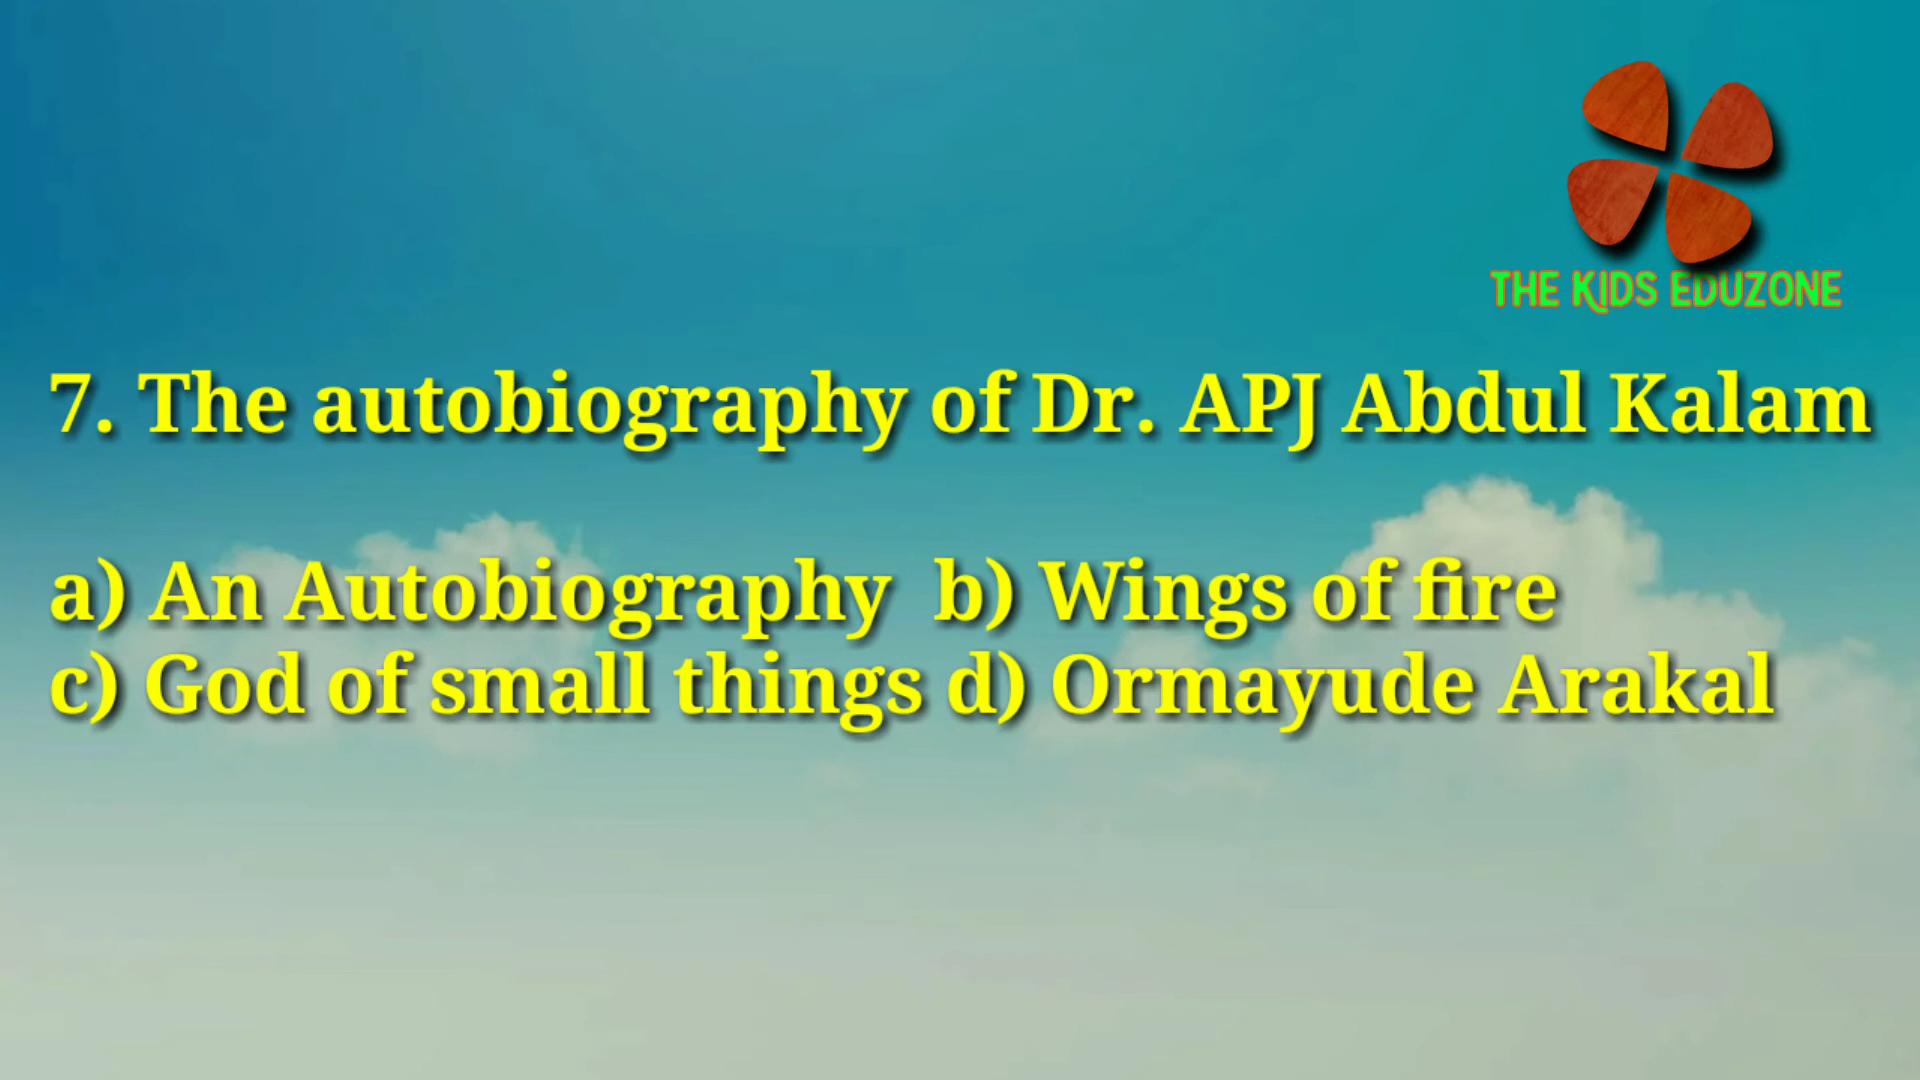 THE KIDS EDUZONE
7. The autobiography of Dr. APJ Abdul Kalam
a) An Autobiography b) Wings of fire
c) God of small things d) Ormayude Arakal